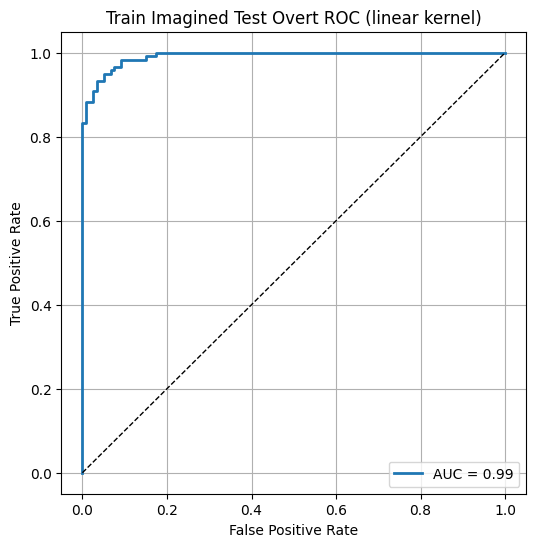 Train Imagined Test Overt ROC (linear kernel)
True Positive Rate
1.0
0.8
0.6
0.4
0.2
0.0
AUC = 0.99
0.0 0.2 0.4 0.6 0.8 1.0
False Positive Rate